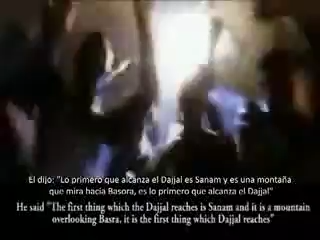 El dijo: "Lo primero que alcanza el Dajjal es Sanam y es una montaña
que mira hacia Basora, es lo primero que alcanza el Dajjal"
He said "The first thing which the Dajjal reaches is Sanam and it is a mountain
overlooking Basra, it is the first thing which Dajjal reaches"